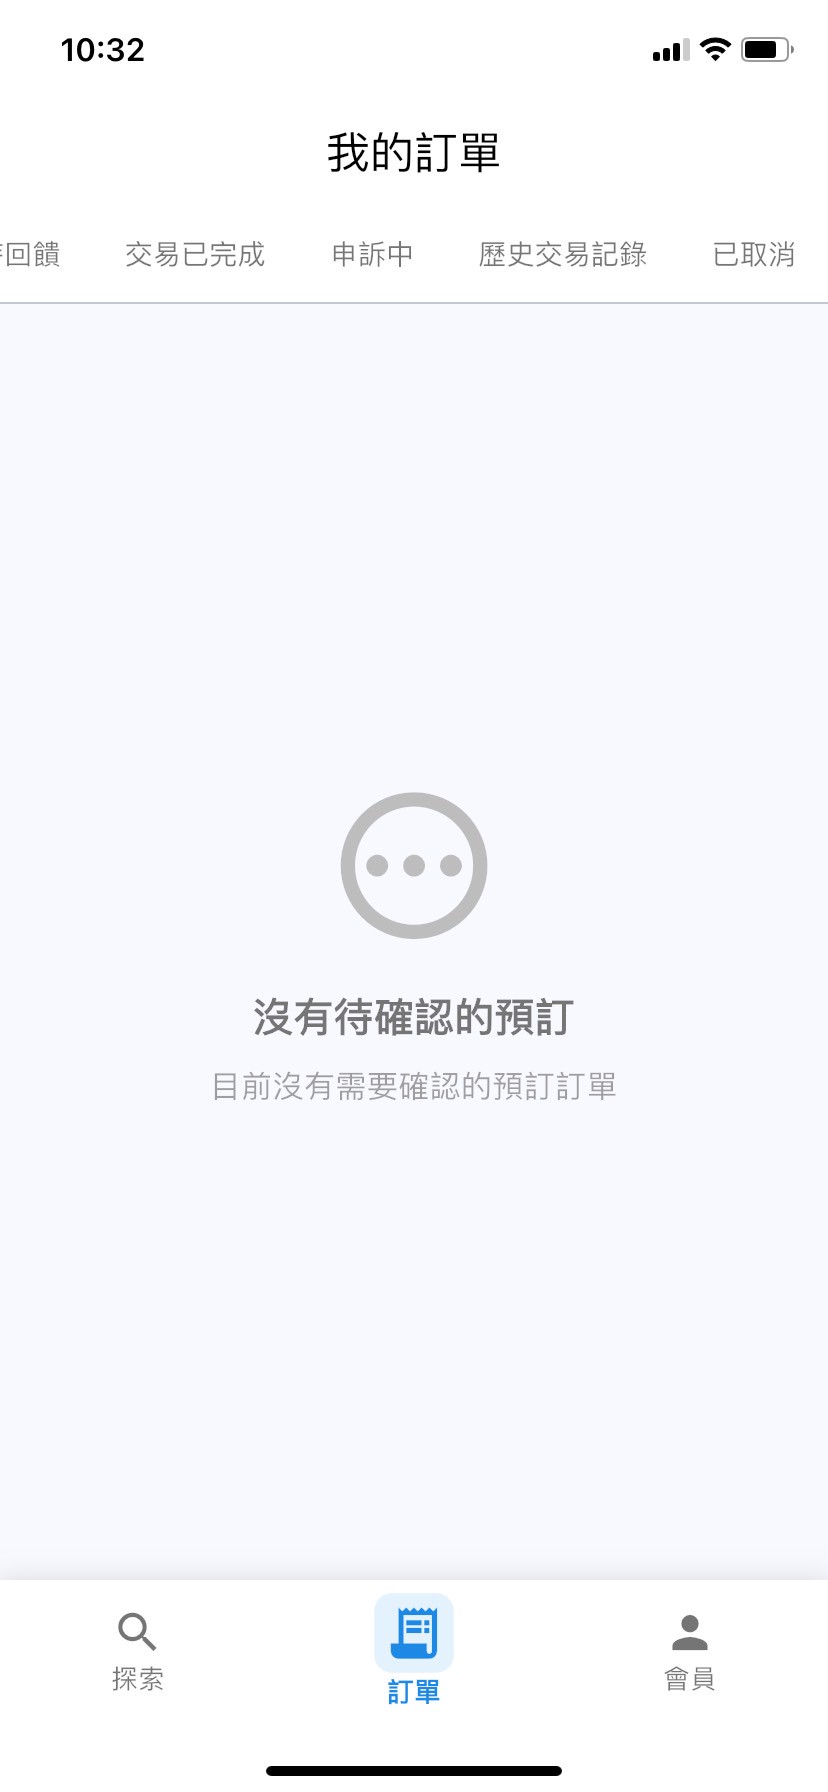 10:32
我的訂單
回饋 交易已完成 申訴中 歷史交易記錄 已取消
沒有待確認的預訂
目前沒有需要確認的預訂訂單
探索 訂單 會員